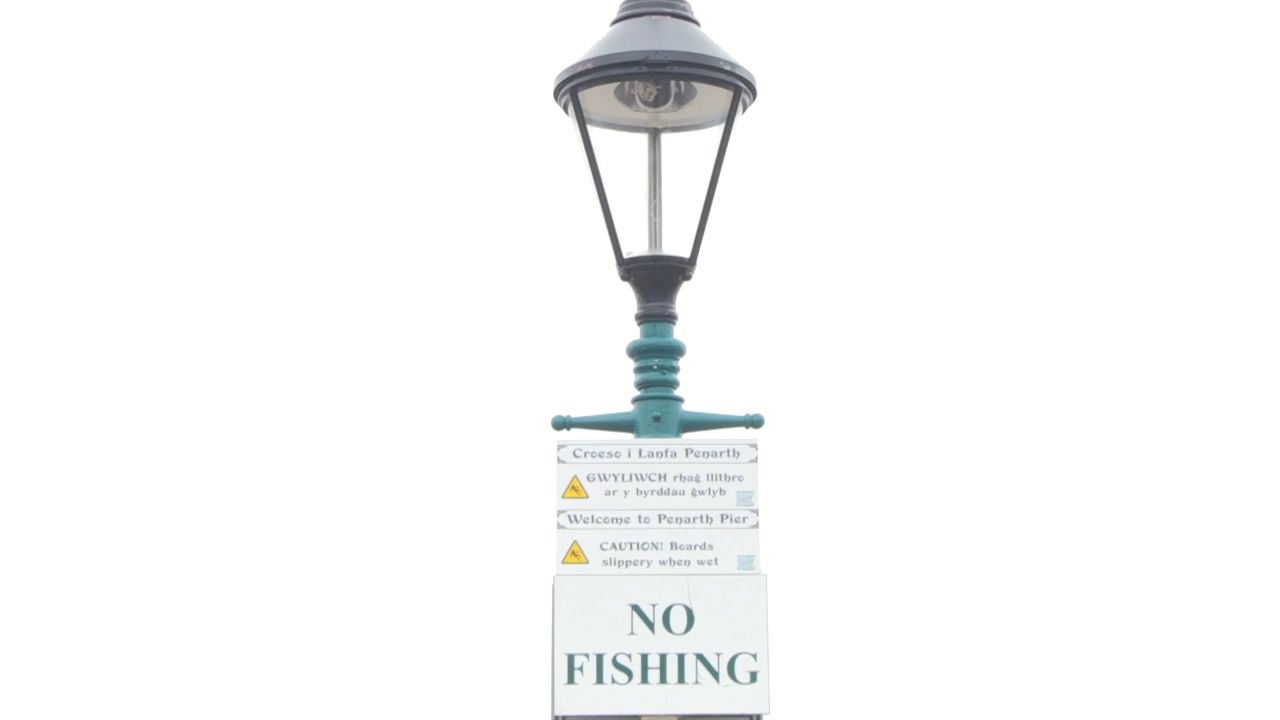 Croeso i Lanfa Penarth
GWYLIWCH rhag llithro
ar y byrddau gwlyb
Welcome to Penarth Pier
CAUTION! Boards
slippery when wet
NO
FISHING